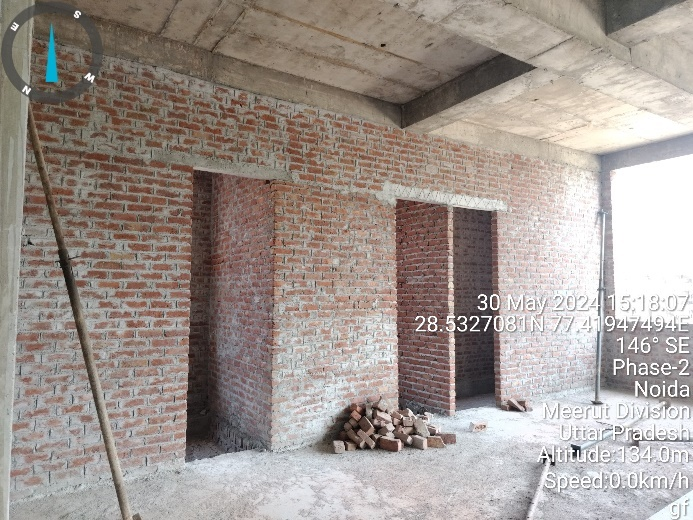 S
E
W
N
30 May 2024 15:18:07
28.5327081N 77.41947494E
146° SE
Phase-2
Noida
Meerut Division
Uttar Pradesh
Altitude:134.0m
Speed:0.0km/h
gf